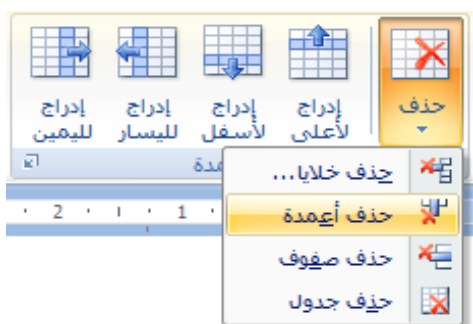 حذف
إدراج لأعلى
إدراج لأسفل
إدراج لليسار
إدراج لليمين
حذف خلايا...
حذف أعمدة
حذف صفوف
حذف جدول
1 2